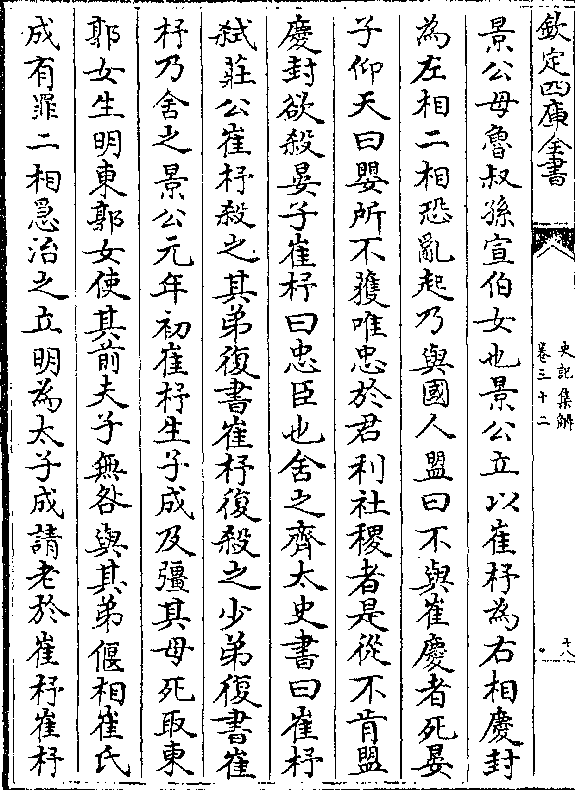 欽定四庫全書
史記集解
卷三十二
十八
景公母魯叔孫宣伯女也景公立以崔杼為右相慶封
為左相二相恐亂起乃與國人盟曰不與崔慶者死晏
子仰天曰嬰所不獲唯忠於君利社稷者是從不肯盟
慶封欲殺晏子崔杼曰忠臣也舍之齊太史書曰崔杼
弑莊公崔杼殺之其弟復書崔杼復殺之少弟復書崔
杼乃舍之景公元年初崔杼生子成及彊其母死取東
郭女生明東郭女使其前夫子無咎與其弟偃相崔氏
成有罪二相急治之立明為太子成請老於崔杼崔杼